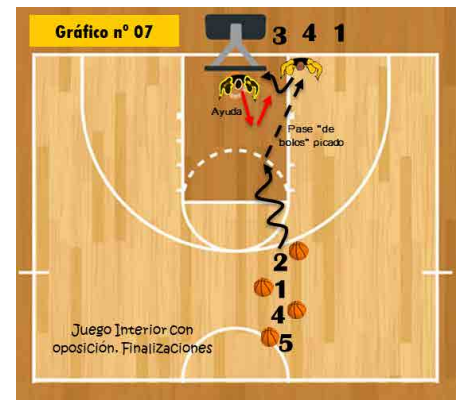 Gráfico nº 07
3 4 1
Ayuda
Pase "de
bolos" picado
2
1
4
5
Juego Interior con
oposición. Finalizaciones